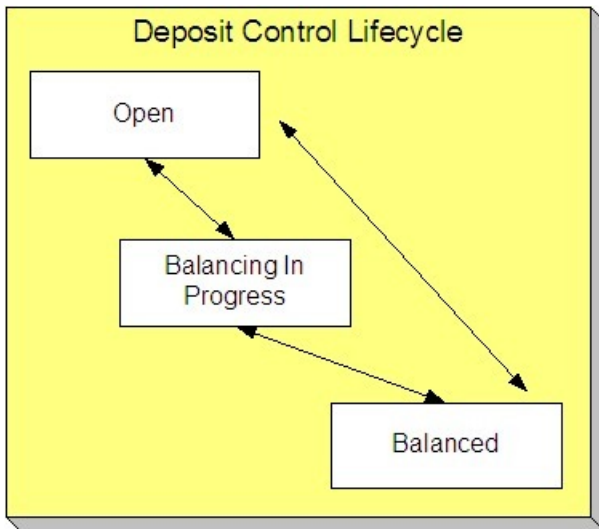 Deposit Control Lifecycle
Open
Balancing In
Progress
Balanced